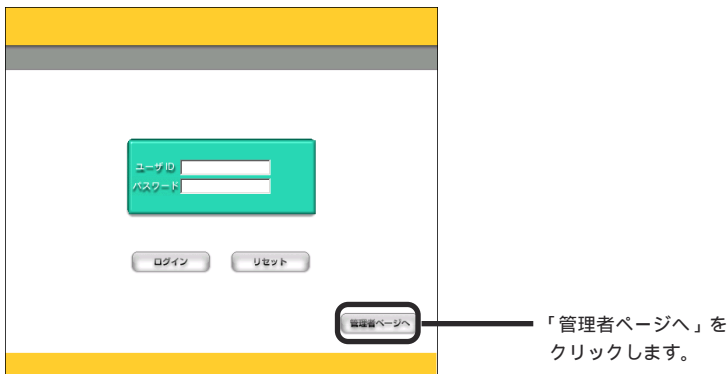 ユーザID
パスワード
ログイン
リセット
管理者ページへ
「管理者ページへ」を
クリックします。